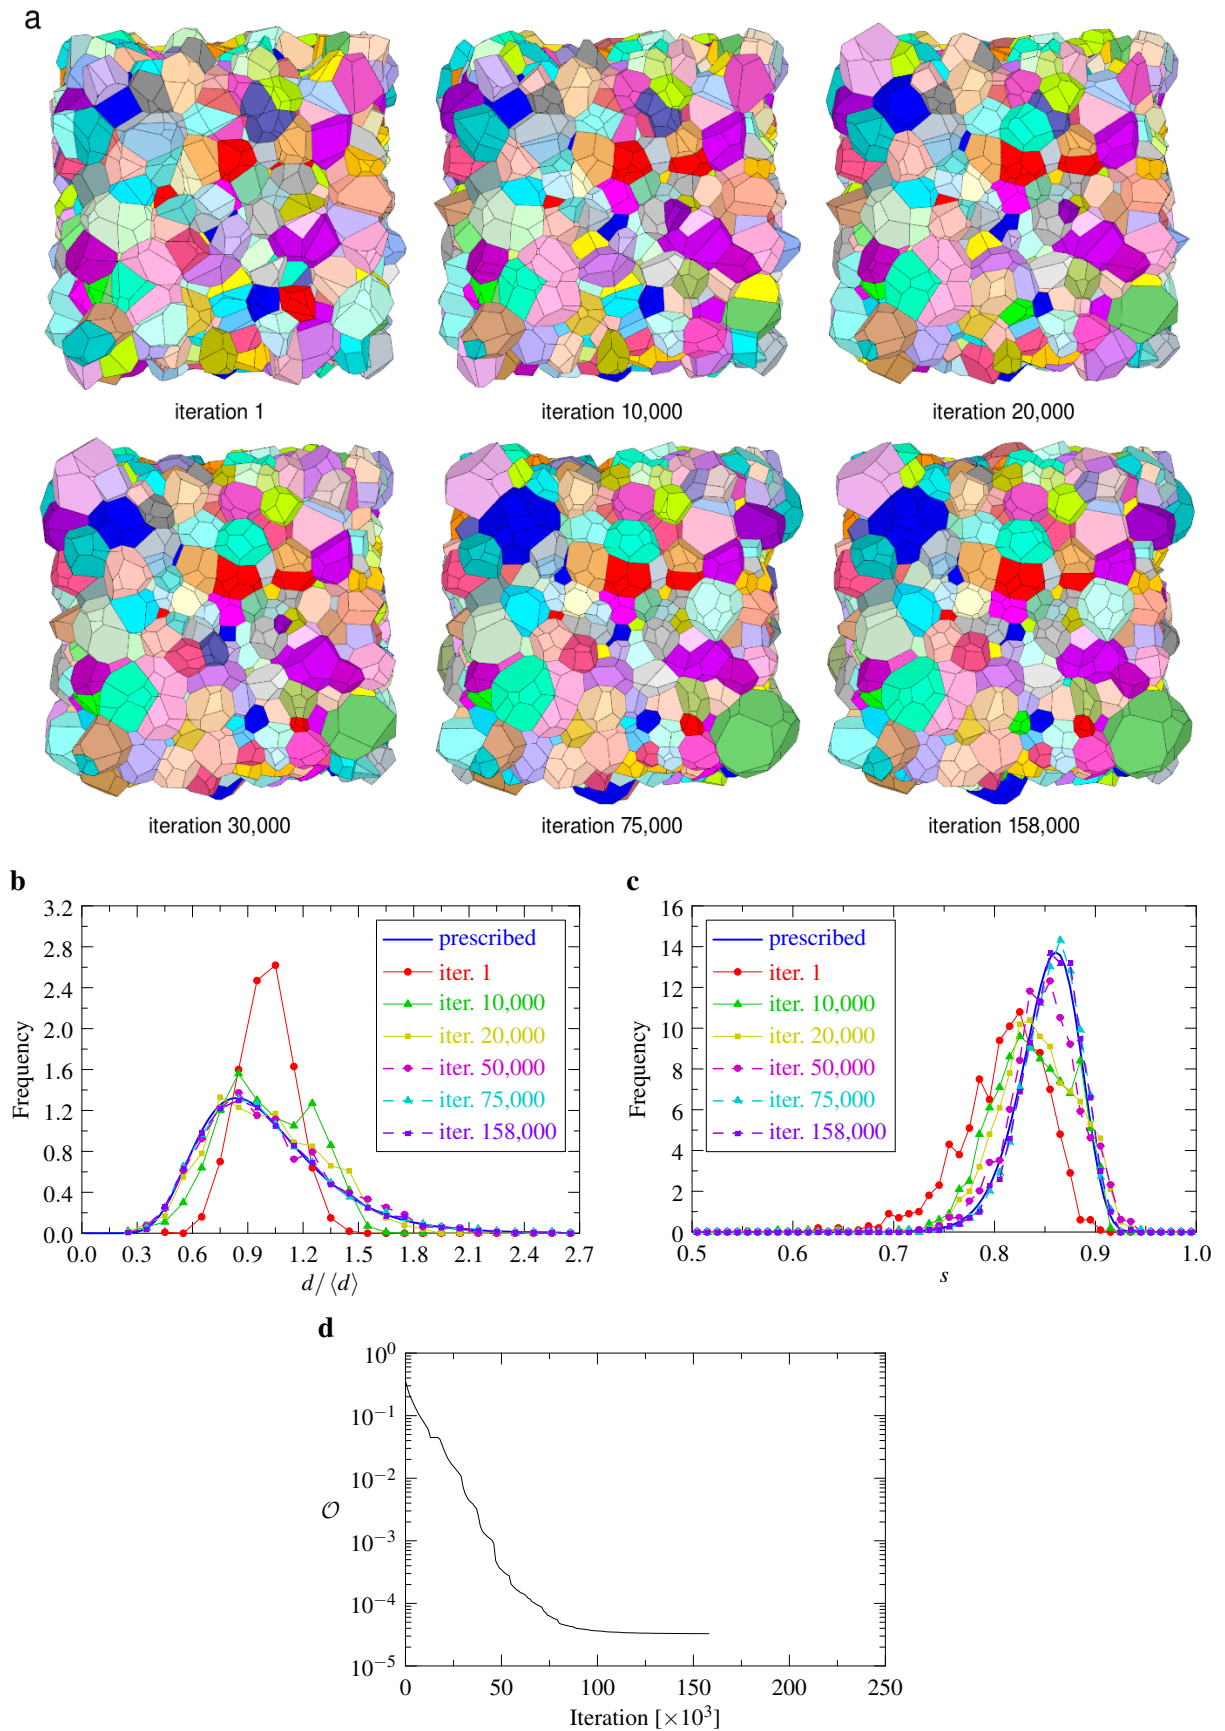 a
iteration 1
iteration 10,000
iteration 20,000
iteration 30,000
iteration 75,000
iteration 158,000
b
3.2
2.8
2.4
2.0
1.6
1.2
0.8
0.4
0.0
Frequency
0.0 0.3 0.6 0.9 1.2 1.5 1.8 2.1 2.4 2.7
d/⟨d⟩
prescribed
iter. 1
iter. 10,000
iter. 20,000
iter. 50,000
iter. 75,000
iter. 158,000
c
16
14
12
10
8
6
4
2
0
Frequency
0.5 0.6 0.7 0.8 0.9 1.0
s
prescribed
iter. 1
iter. 10,000
iter. 20,000
iter. 50,000
iter. 75,000
iter. 158,000
d
10⁰
10⁻¹
10⁻²
10⁻³
10⁻⁴
10⁻⁵
𝒪
0 50 100 150 200 250
Iteration [×10³]